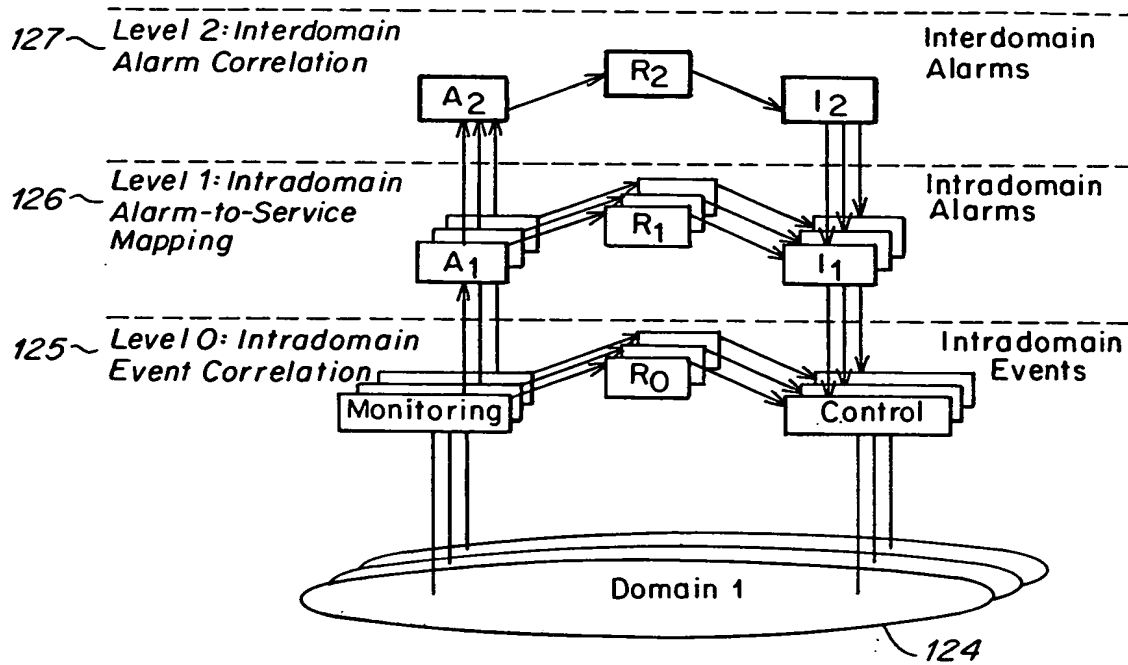 127
Level 2: Interdomain
Alarm Correlation
Interdomain
Alarms
A2
R2
I2
126
Level 1: Intradomain
Alarm-to-Service
Mapping
Intradomain
Alarms
A1
R1
I1
125
Level 0: Intradomain
Event Correlation
Intradomain
Events
Monitoring
R0
Control
Domain 1
124